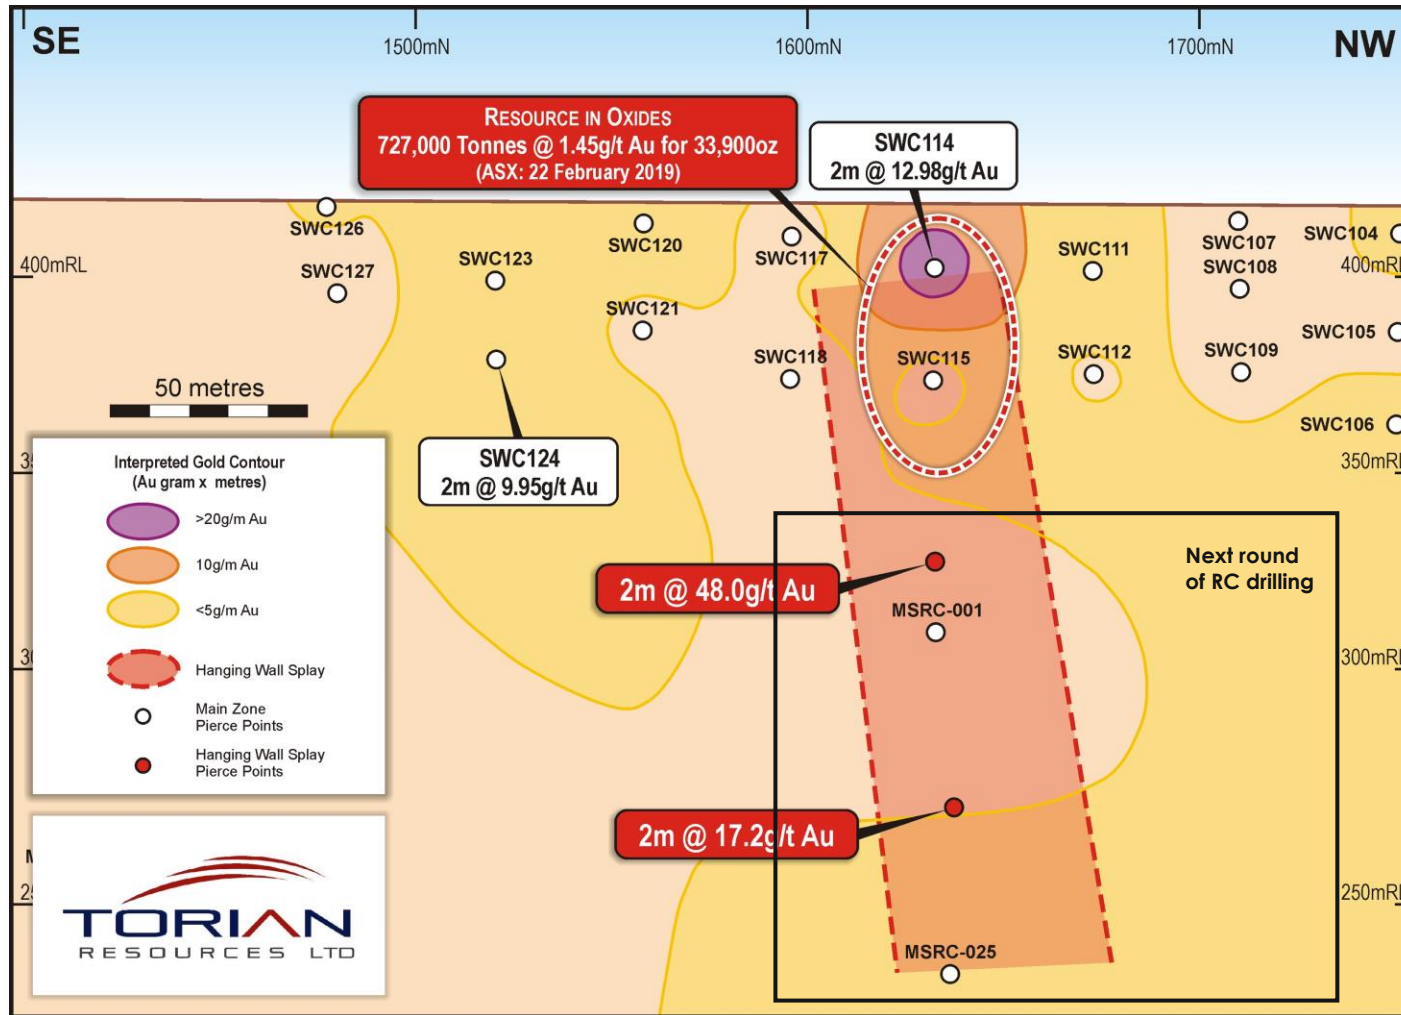 SE
1500mN
1600mN
1700mN
NW
RESOURCE IN OXIDES
727,000 Tonnes @ 1.45g/t Au for 33,900oz
(ASX: 22 February 2019)
SWC114
2m @ 12.98g/t Au
SWC126
SWC120
SWC117
SWC111
SWC107
SWC104
400mRL
SWC127
SWC123
SWC108
400mRL
SWC121
SWC118
SWC115
SWC112
SWC109
SWC105
50 metres
SWC106
SWC124
2m @ 9.95g/t Au
350mRL
Interpreted Gold Contour
(Au gram x metres)
>20g/m Au
10g/m Au
<5g/m Au
Hanging Wall Splay
Main Zone
Pierce Points
Hanging Wall Splay
Pierce Points
Next round
of RC drilling
2m @ 48.0g/t Au
MSRC-001
300mRL
2m @ 17.2g/t Au
250mRL
MSRC-025
TORIAN
RESOURCES LTD